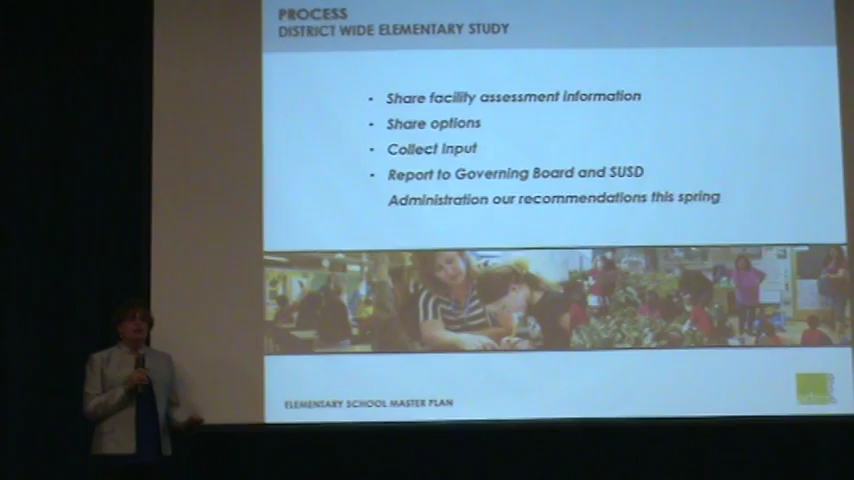 PROCESS
DISTRICT WIDE ELEMENTARY STUDY
• Share facility assessment information
• Share options
• Collect Input
• Report to Governing Board and SUSD
Administration our recommendations this spring
ELEMENTARY SCHOOL MASTER PLAN